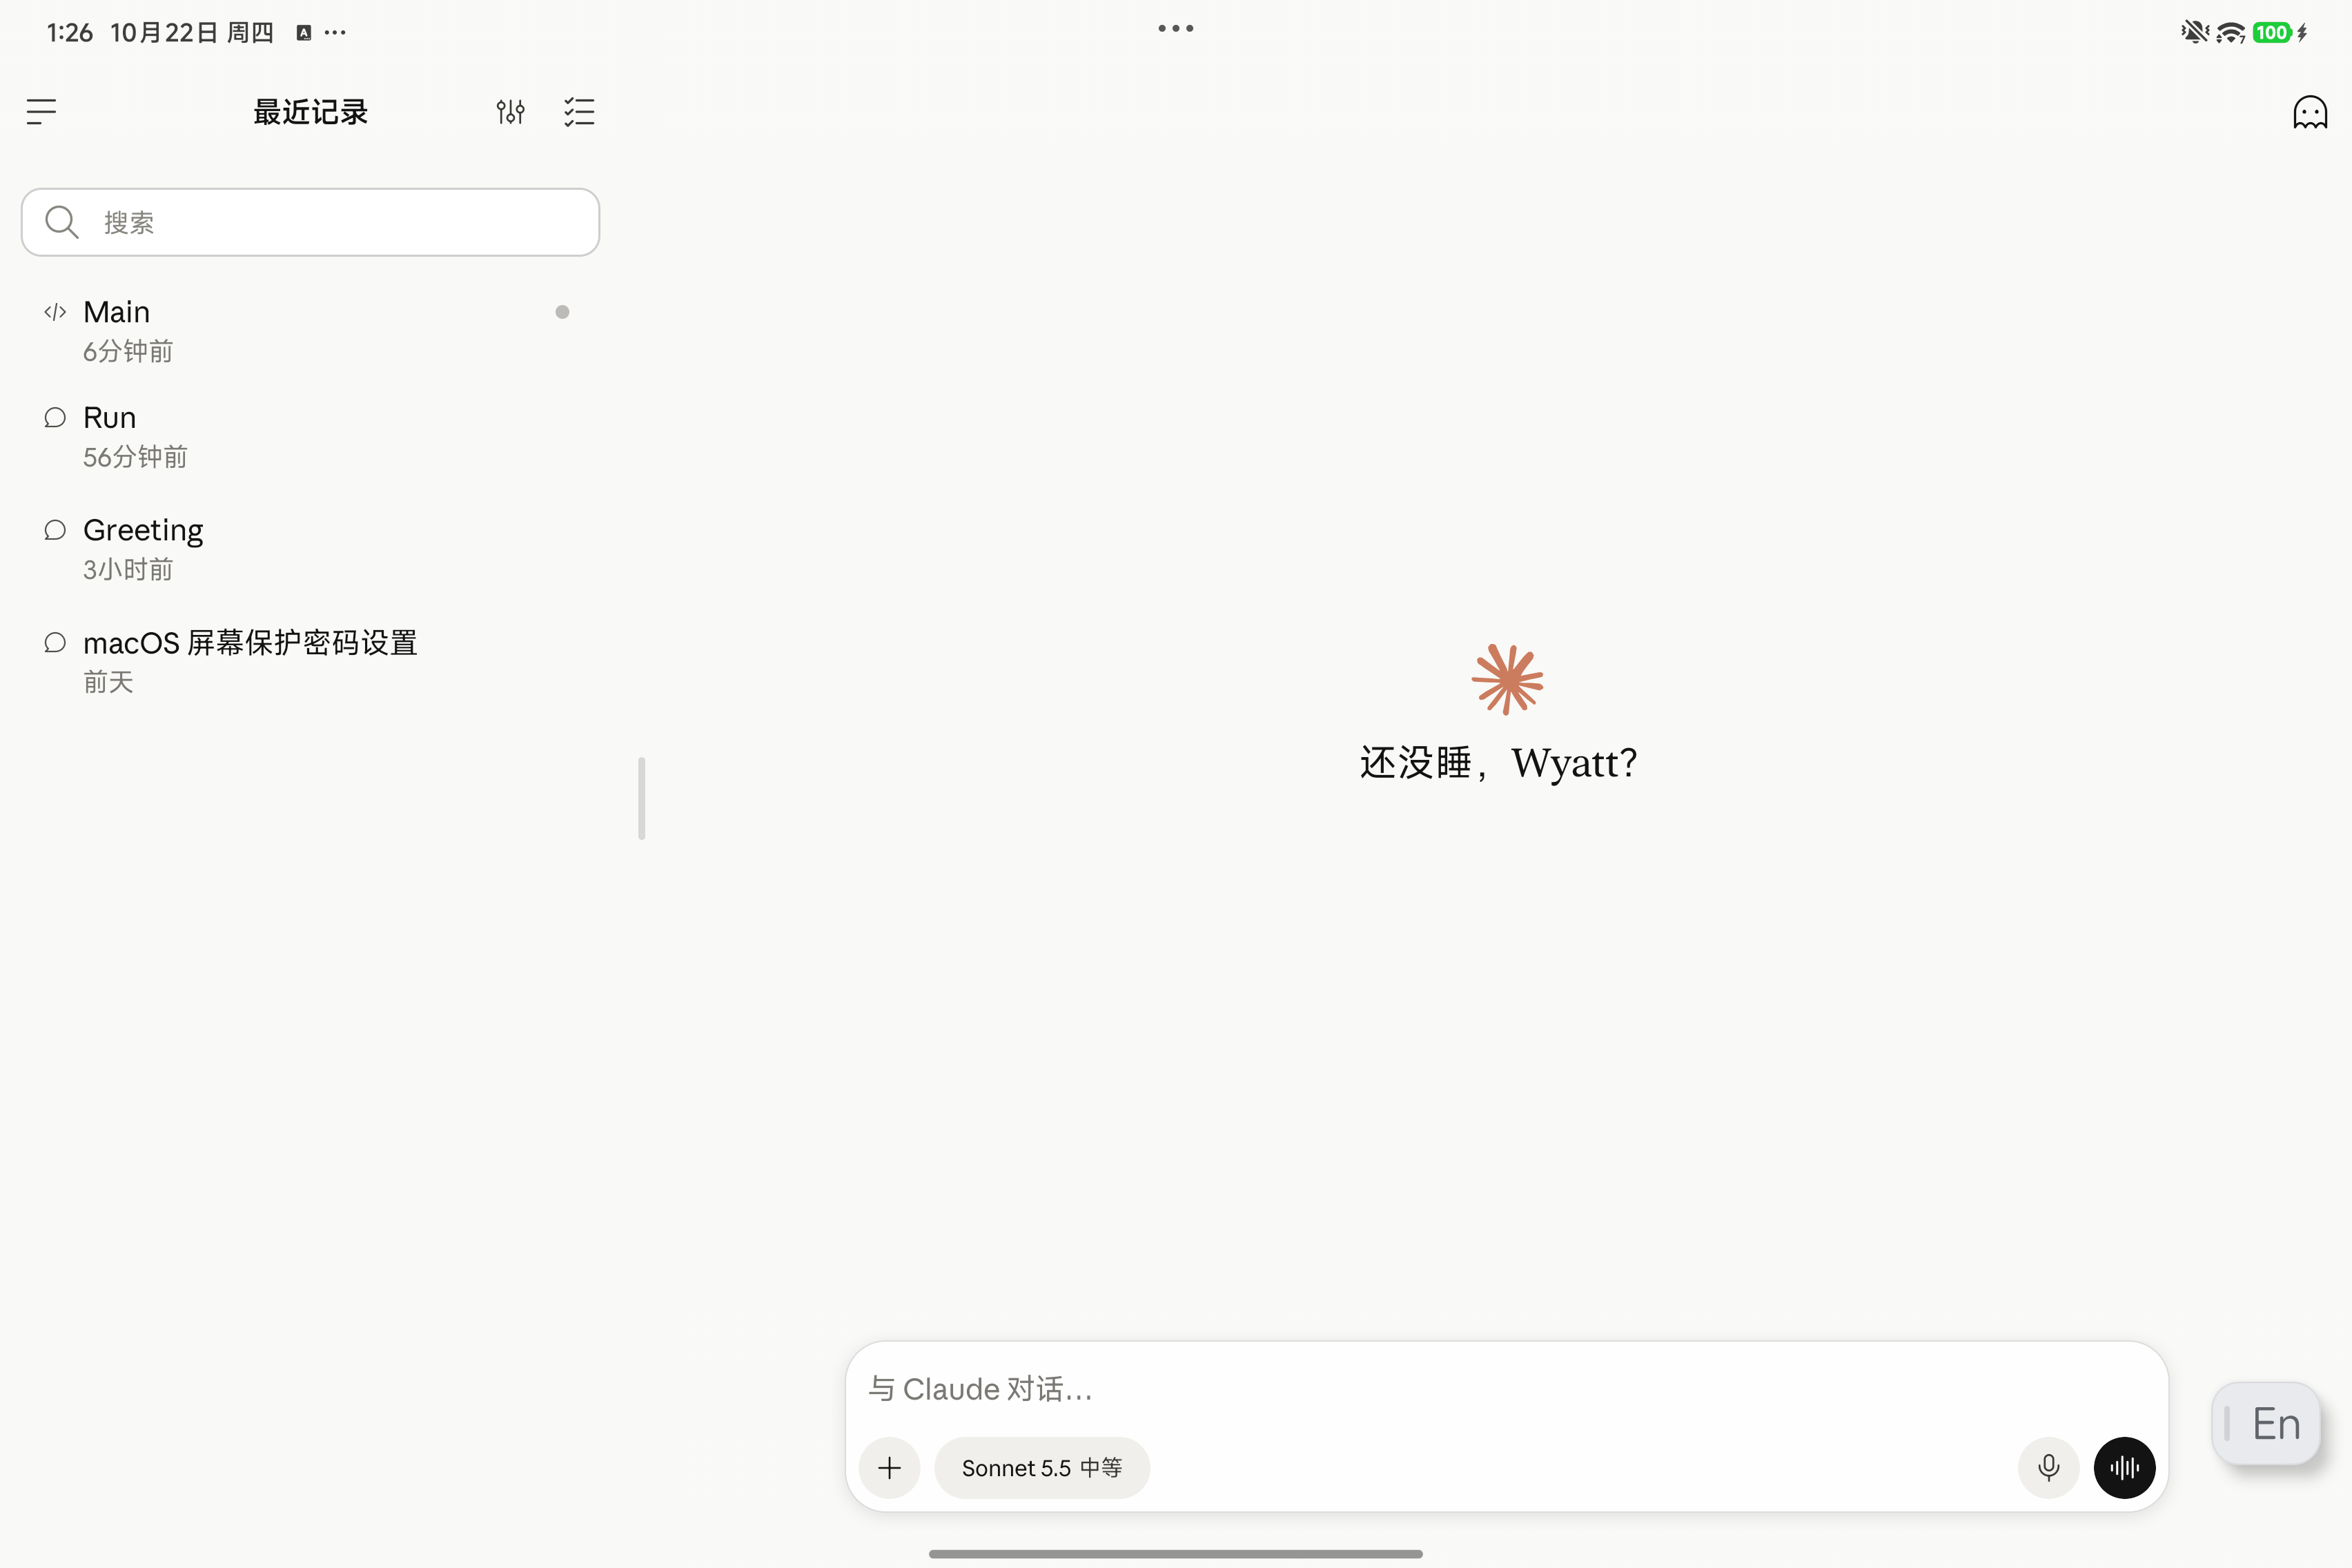 1:26 10月22日 周四 A ...
7 100
最近记录
搜索
Main
6分钟前
Run
56分钟前
Greeting
3小时前
macOS 屏幕保护密码设置
前天
还没睡，Wyatt?
与 Claude 对话...
Sonnet 5.5 中等
En